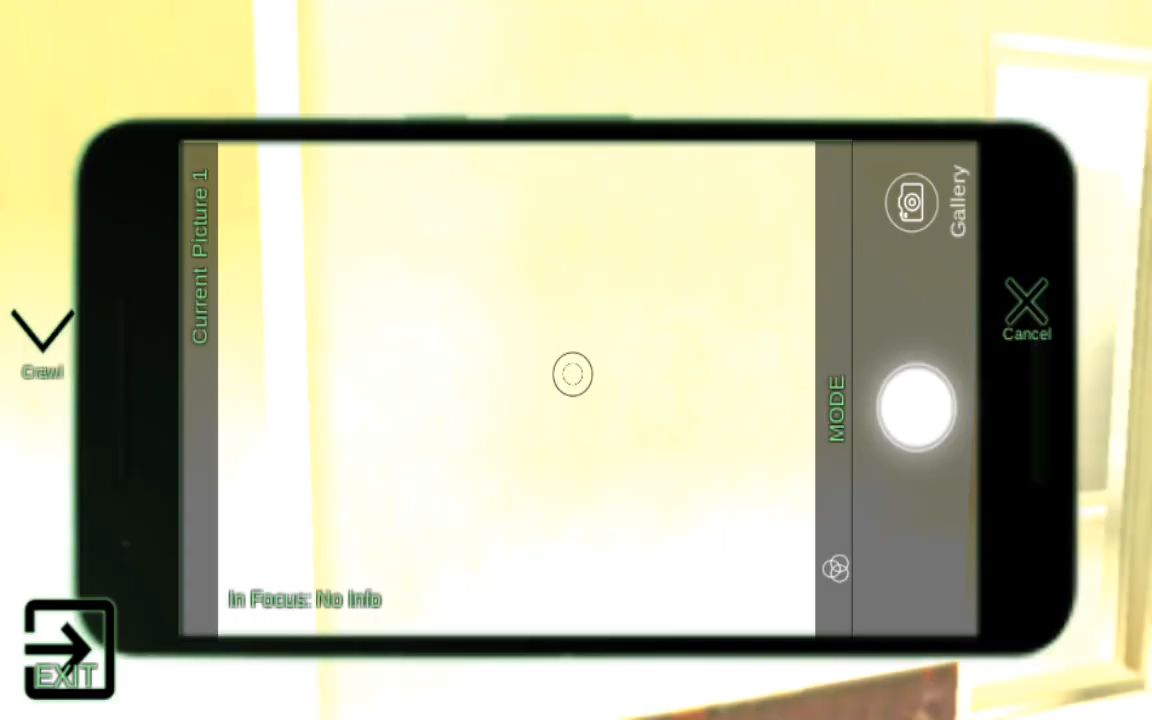 Current Picture 1
Gallery
Crawl
Cancel
MODE
In Focus: No Info
EXIT